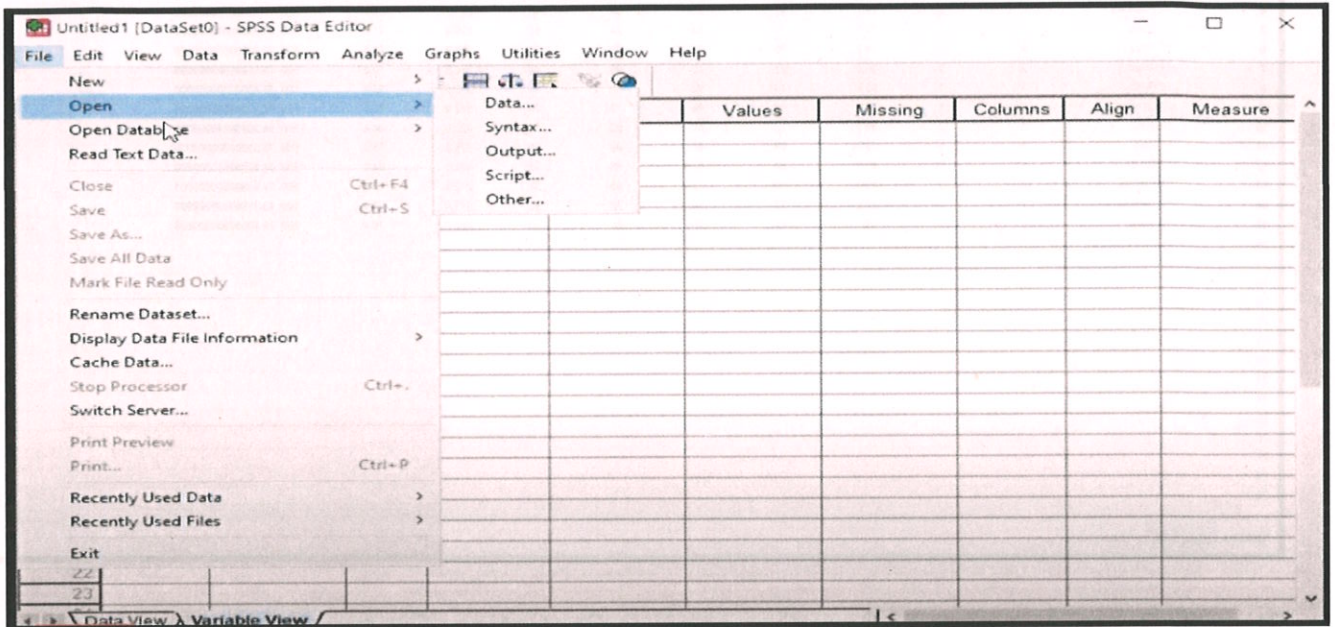 Untitled1 [DataSet0] - SPSS Data Editor
File Edit View Data Transform Analyze Graphs Utilities Window Help
New
Open
Open Database
Read Text Data...
Close Ctrl+F4
Save Ctrl+S
Save As...
Save All Data
Mark File Read Only
Rename Dataset...
Display Data File Information
Cache Data...
Stop Processor Ctrl+.
Switch Server...
Print Preview
Print... Ctrl+P
Recently Used Data
Recently Used Files
Exit
Data...
Syntax...
Output...
Script...
Other...
Values Missing Columns Align Measure
22
23
Data View Variable View